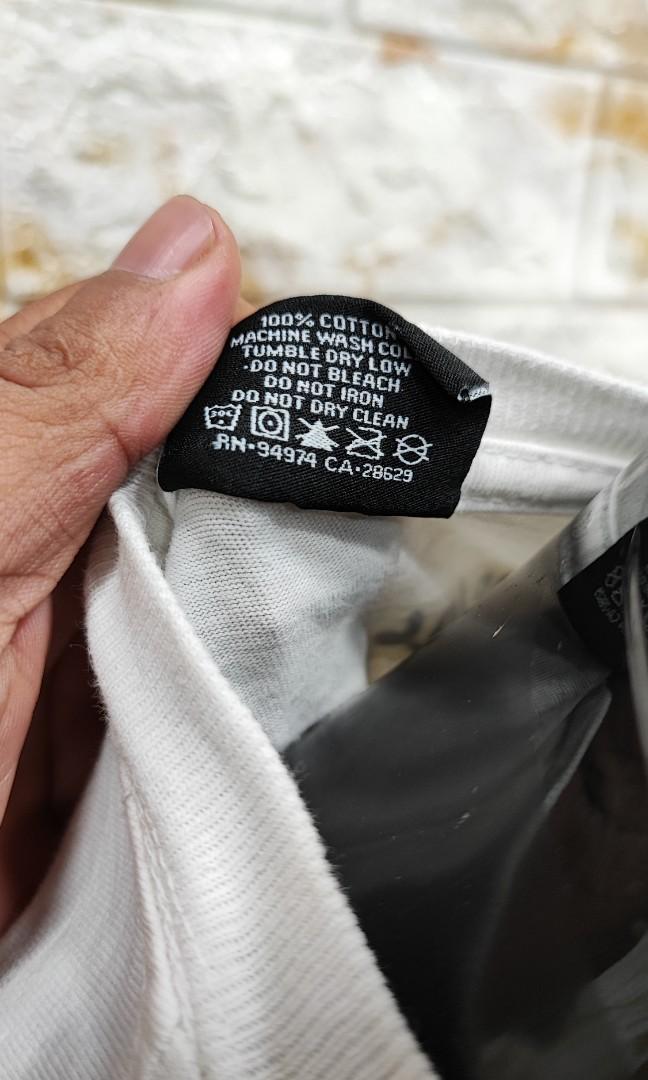 100% COTTON
MACHINE WASH COLD
TUMBLE DRY LOW
·DO NOT BLEACH
DO NOT IRON
DO NOT DRY CLEAN
RN·94974 CA·28629